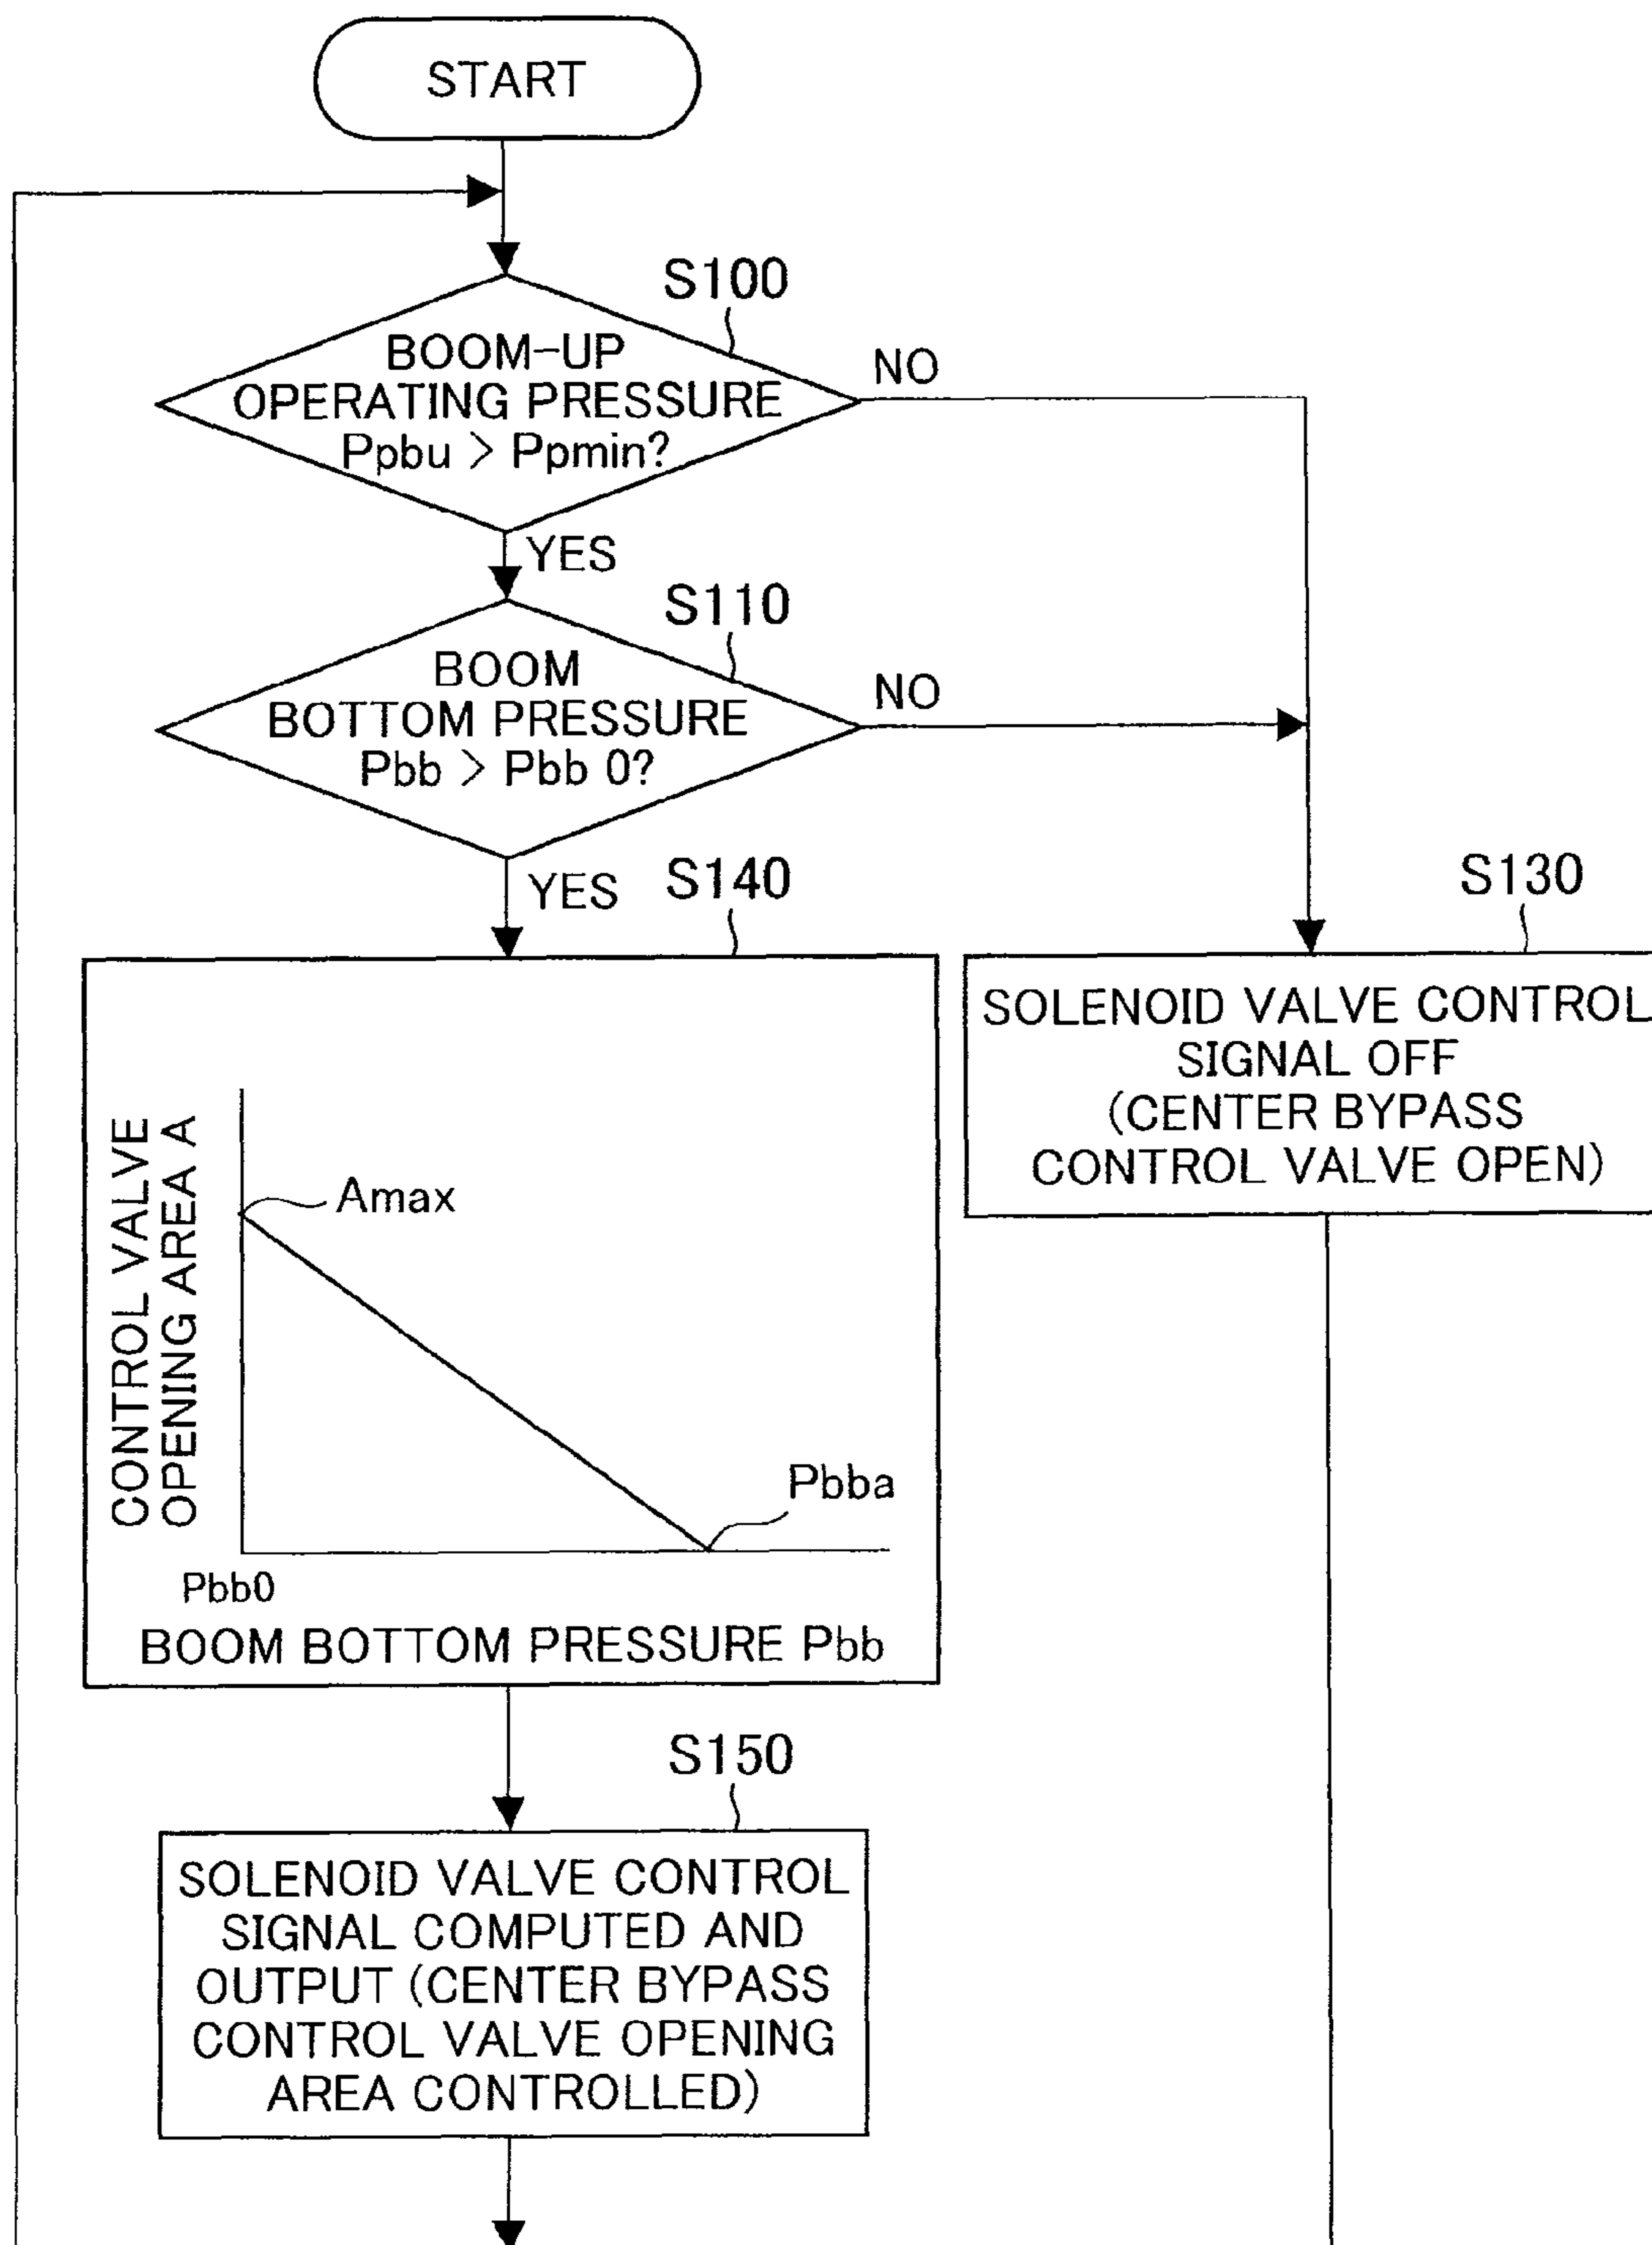 START
S100
BOOM-UP
OPERATING PRESSURE
Ppbu > Ppmin?
NO
YES
S110
BOOM
BOTTOM PRESSURE
Pbb > Pbb 0?
NO
YES
S140
S130
SOLENOID VALVE CONTROL
SIGNAL OFF
(CENTER BYPASS
CONTROL VALVE OPEN)
CONTROL VALVE
OPENING AREA A
Amax
Pbba
Pbb0
BOOM BOTTOM PRESSURE Pbb
S150
SOLENOID VALVE CONTROL
SIGNAL COMPUTED AND
OUTPUT (CENTER BYPASS
CONTROL VALVE OPENING
AREA CONTROLLED)